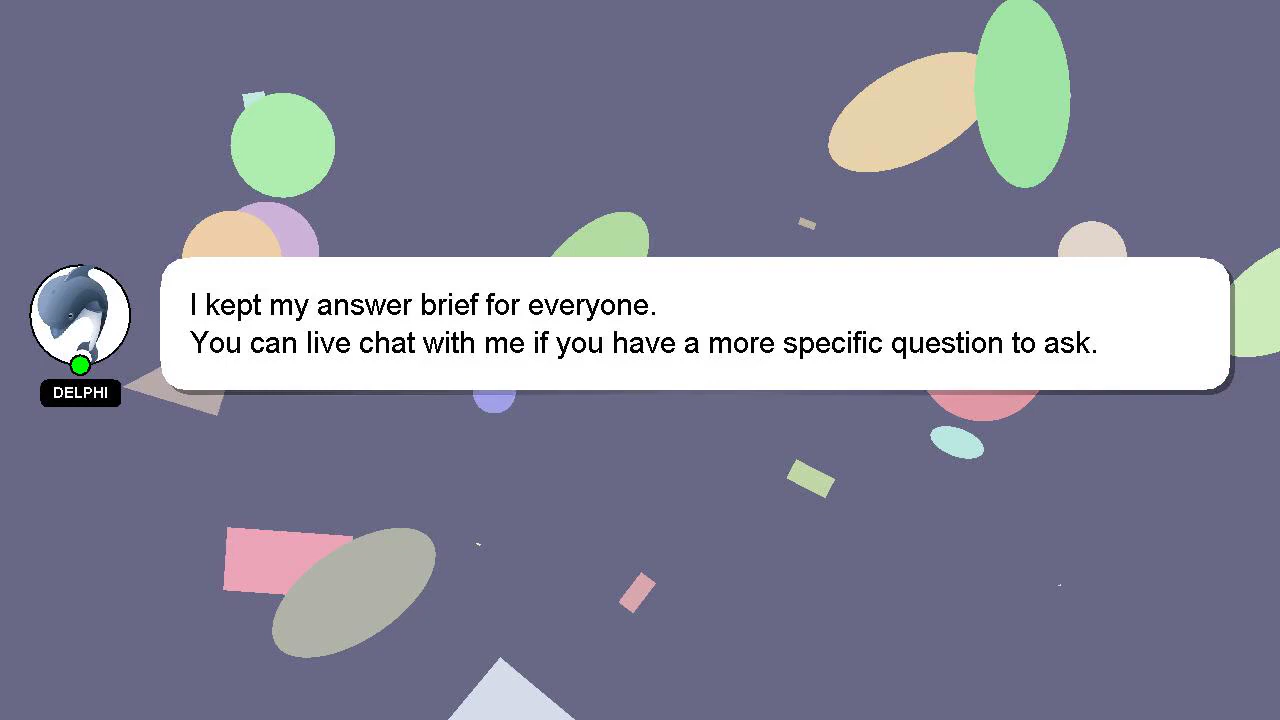 I kept my answer brief for everyone.
You can live chat with me if you have a more specific question to ask.
DELPHI